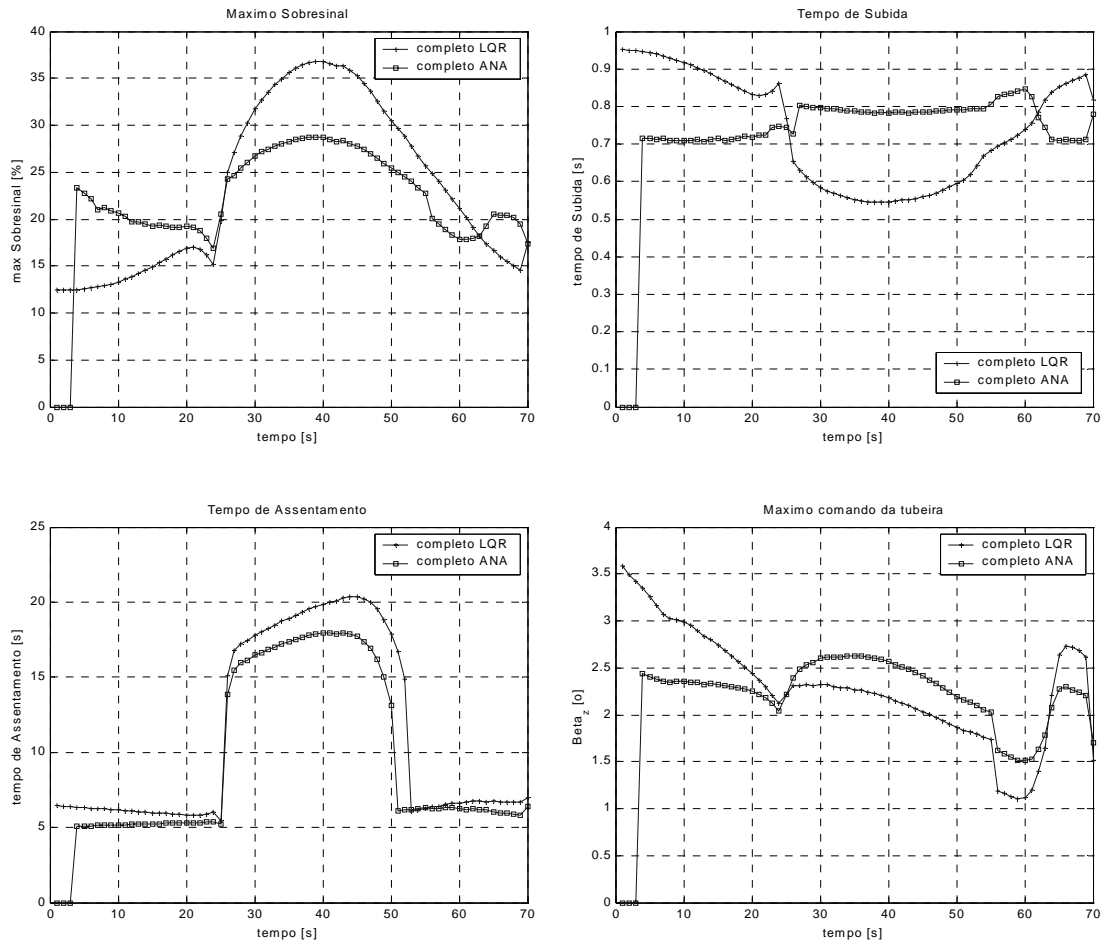 Maximo Sobresinal
40
35
30
25
20
15
10
5
0
max Sobresinal [%]
completo LQR
completo ANA
0 10 20 30 40 50 60 70
tempo [s]
Tempo de Subida
1
0.9
0.8
0.7
0.6
0.5
0.4
0.3
0.2
0.1
0
tempo de Subida [s]
completo LQR
completo ANA
0 10 20 30 40 50 60 70
tempo [s]
Tempo de Assentamento
25
20
15
10
5
0
tempo de Assentamento [s]
completo LQR
completo ANA
0 10 20 30 40 50 60 70
tempo [s]
Maximo comando da tubeira
4
3.5
3
2.5
2
1.5
1
0.5
0
Beta_z [o]
completo LQR
completo ANA
0 10 20 30 40 50 60 70
tempo [s]